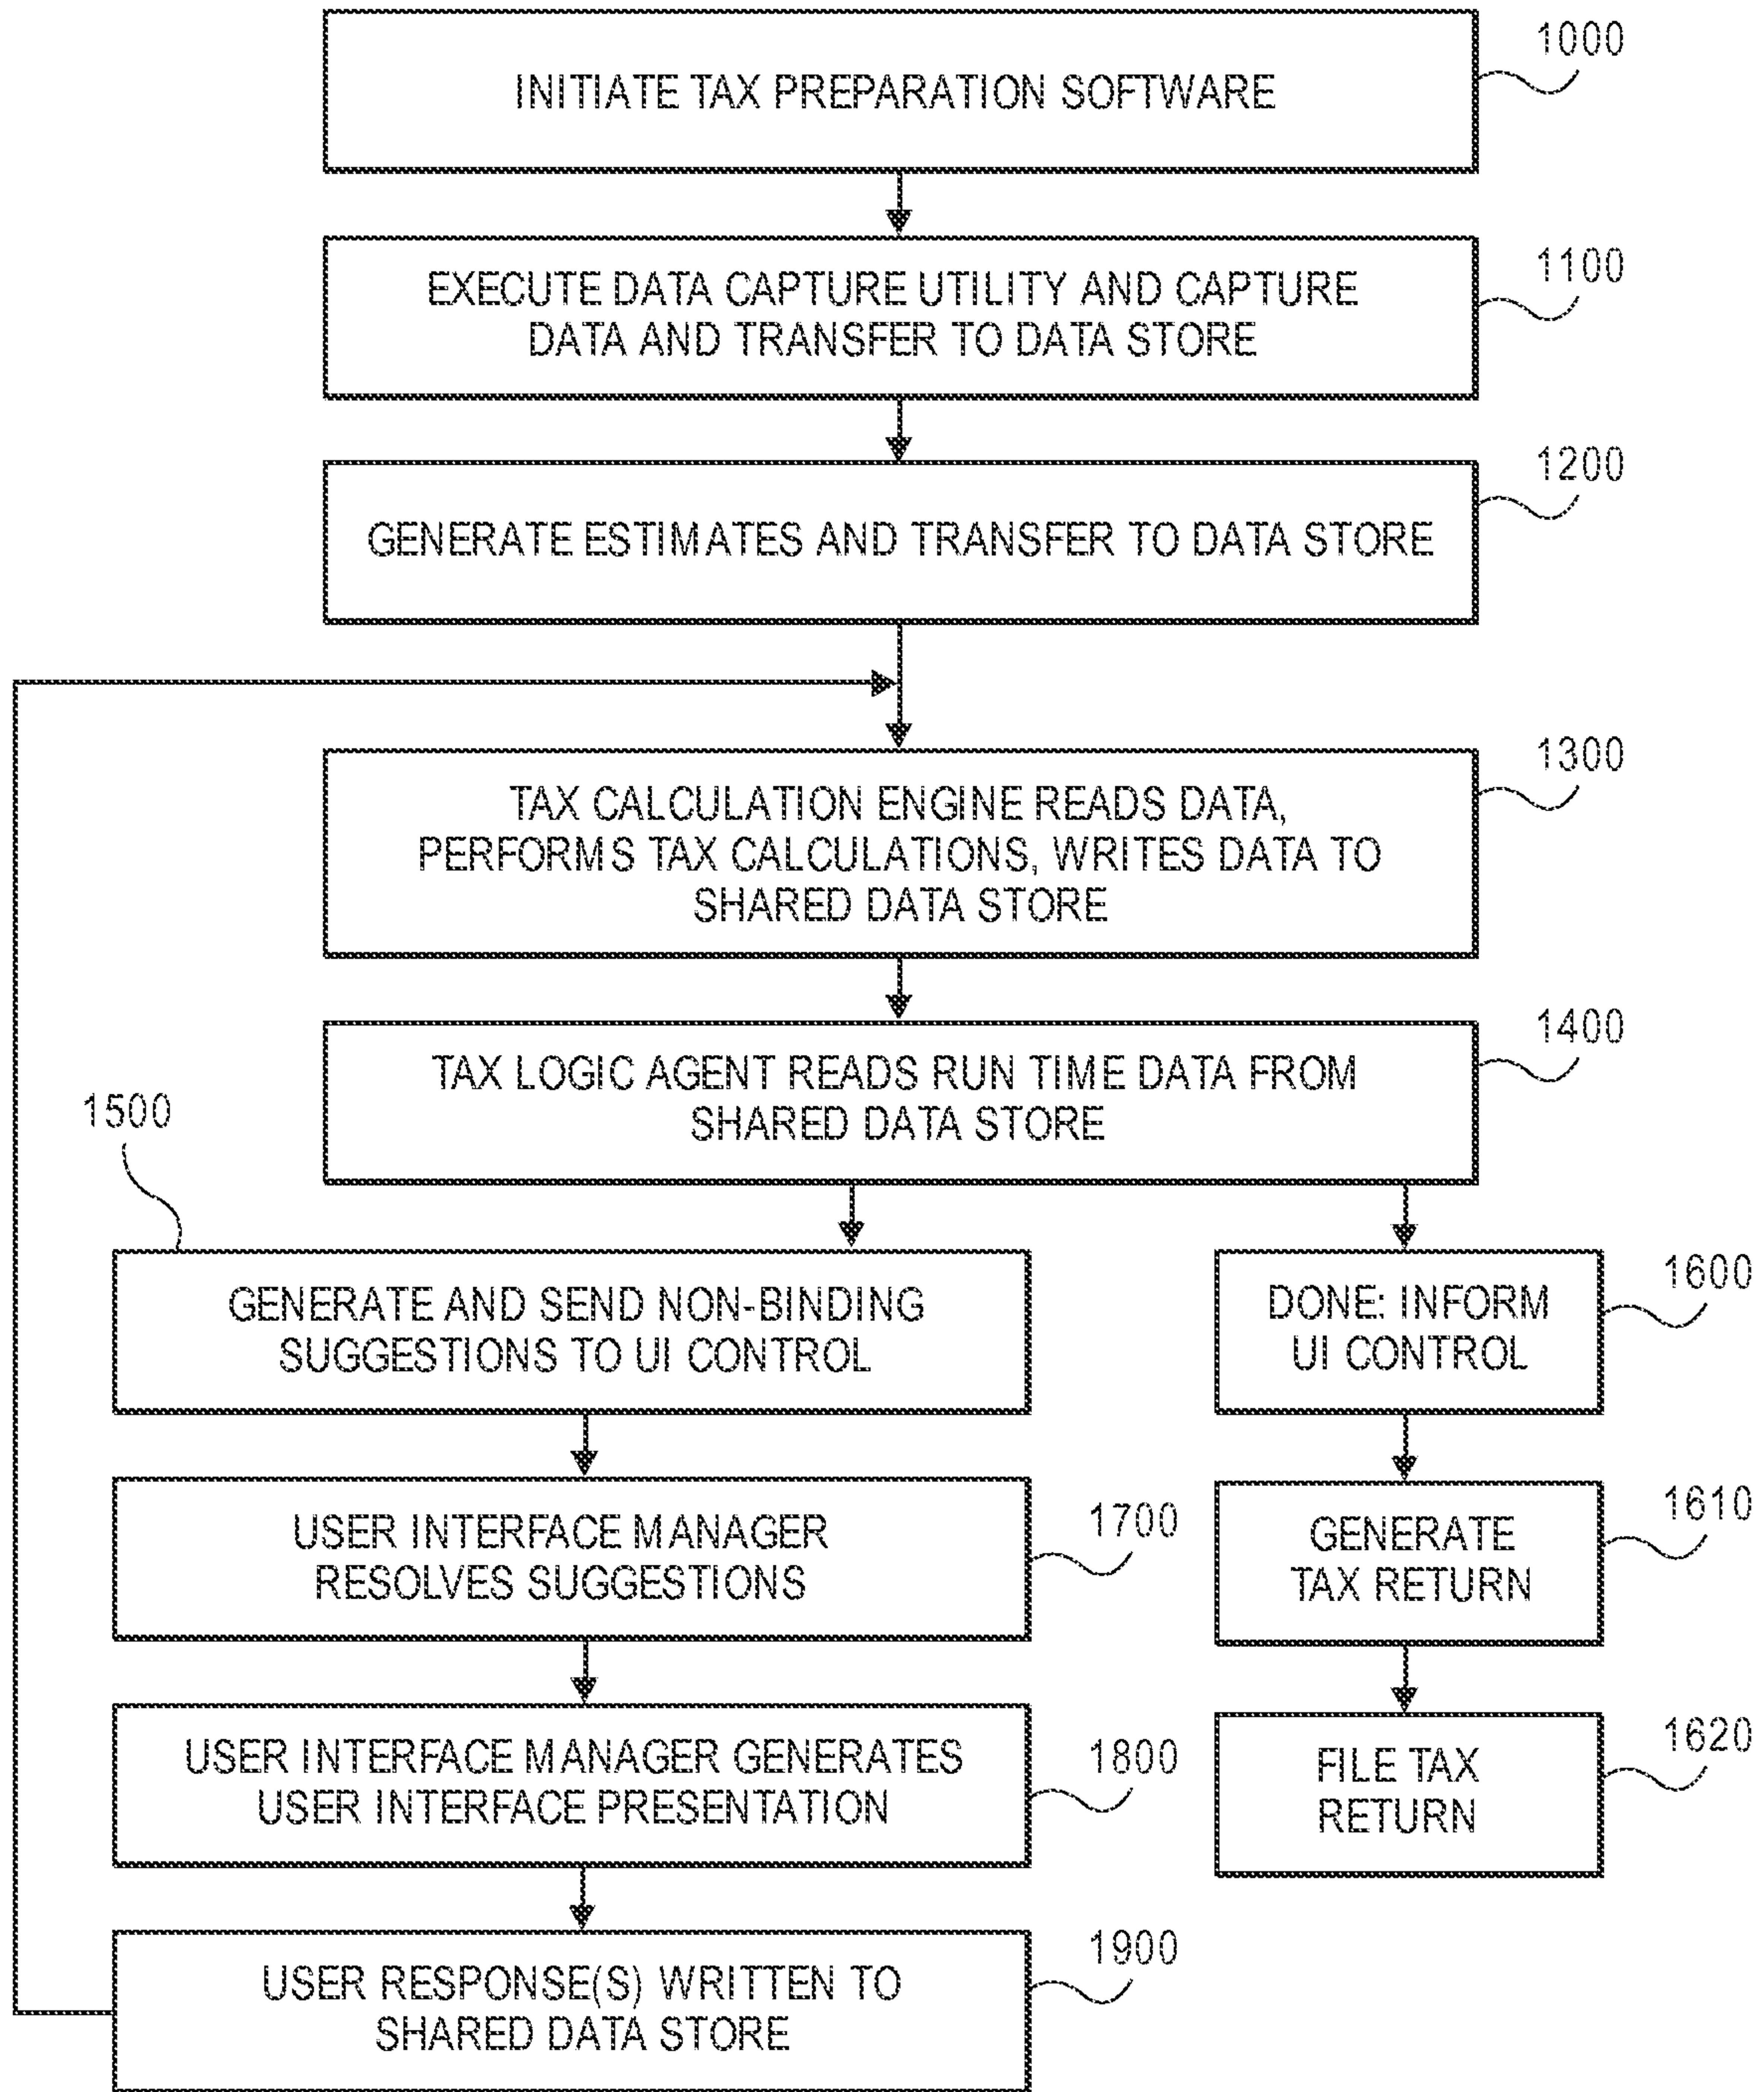 1000
INITIATE TAX PREPARATION SOFTWARE
1100
EXECUTE DATA CAPTURE UTILITY AND CAPTURE
DATA AND TRANSFER TO DATA STORE
1200
GENERATE ESTIMATES AND TRANSFER TO DATA STORE
1300
TAX CALCULATION ENGINE READS DATA,
PERFORMS TAX CALCULATIONS, WRITES DATA TO
SHARED DATA STORE
1400
TAX LOGIC AGENT READS RUN TIME DATA FROM
SHARED DATA STORE
1500
GENERATE AND SEND NON-BINDING
SUGGESTIONS TO UI CONTROL
1600
DONE: INFORM
UI CONTROL
USER INTERFACE MANAGER
RESOLVES SUGGESTIONS
1700
GENERATE
TAX RETURN
1610
USER INTERFACE MANAGER GENERATES
USER INTERFACE PRESENTATION
1800
FILE TAX
RETURN
1620
USER RESPONSE(S) WRITTEN TO
SHARED DATA STORE
1900